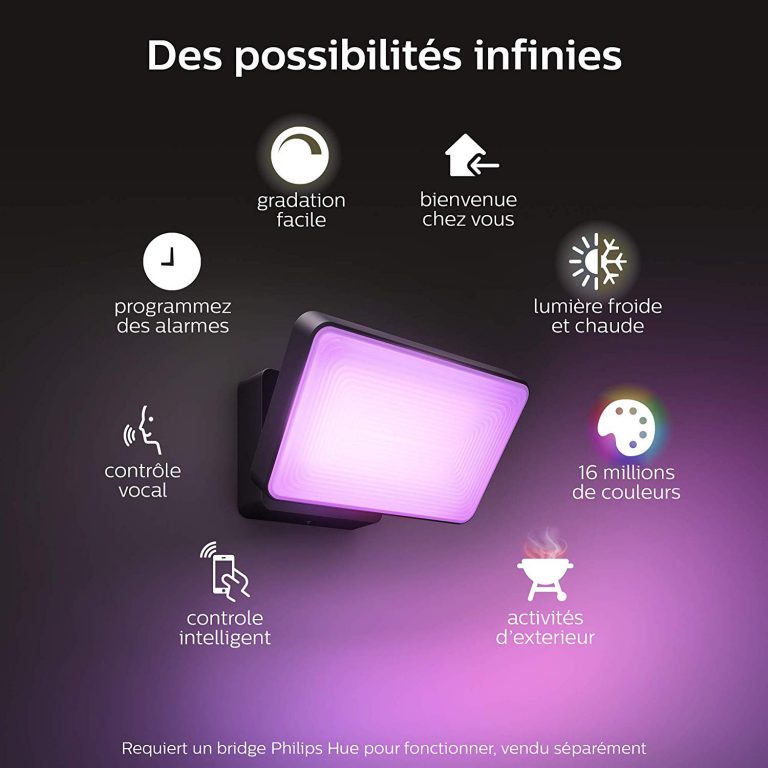 Des possibilités infinies
gradation
facile
bienvenue
chez vous
programmez
des alarmes
lumière froide
et chaude
contrôle
vocal
16 millions
de couleurs
controle
intelligent
activités
d'exterieur
Requiert un bridge Philips Hue pour fonctionner, vendu séparément